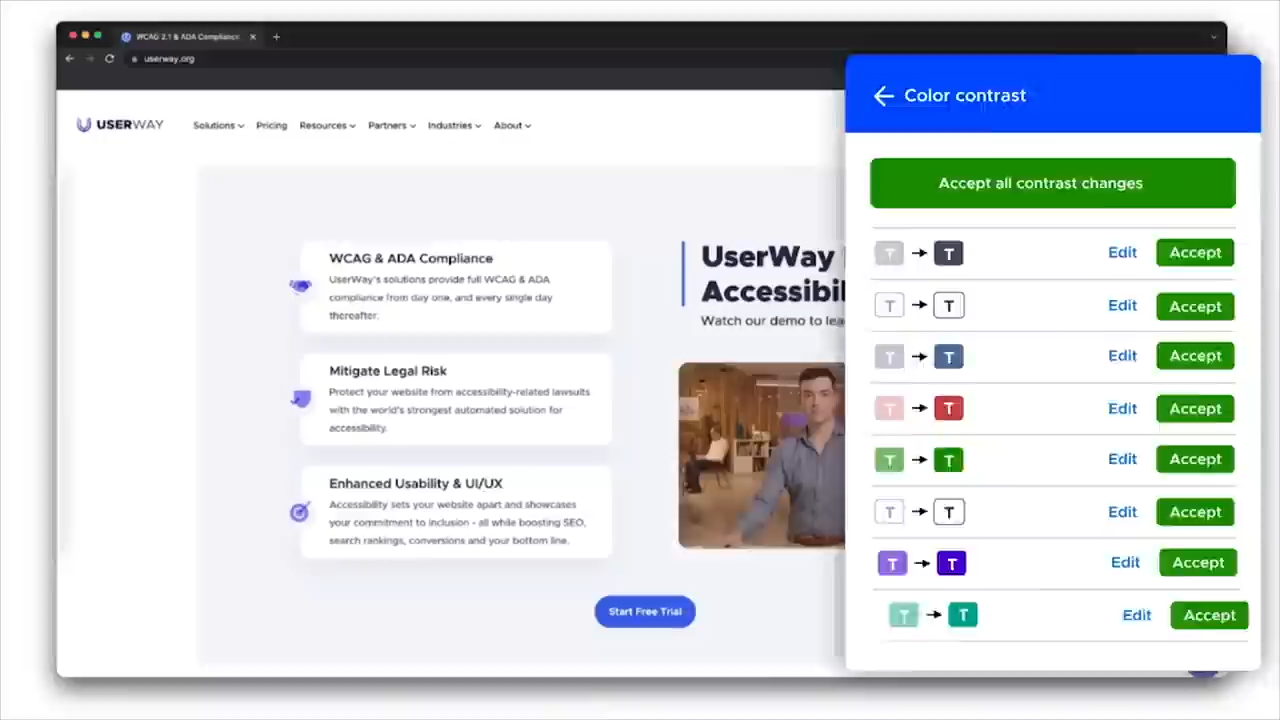 WCAG 2.1 & ADA Compliance
userway.org
USERWAY
Solutions
Pricing
Resources
Partners
Industries
About
WCAG & ADA Compliance
UserWay's solutions provide full WCAG & ADA
compliance from day one, and every single day
thereafter.
Mitigate Legal Risk
Protect your website from accessibility-related lawsuits
with the world's strongest automated solution for
accessibility.
Enhanced Usability & UI/UX
Accessibility sets your website apart and showcases
your commitment to inclusion - all while boosting SEO,
search rankings, conversions and your bottom line.
UserWay
Accessibil
Watch our demo to lea
Start Free Trial
Color contrast
Accept all contrast changes
T T Edit Accept
T T Edit Accept
T T Edit Accept
T T Edit Accept
T T Edit Accept
T T Edit Accept
T T Edit Accept
T T Edit Accept